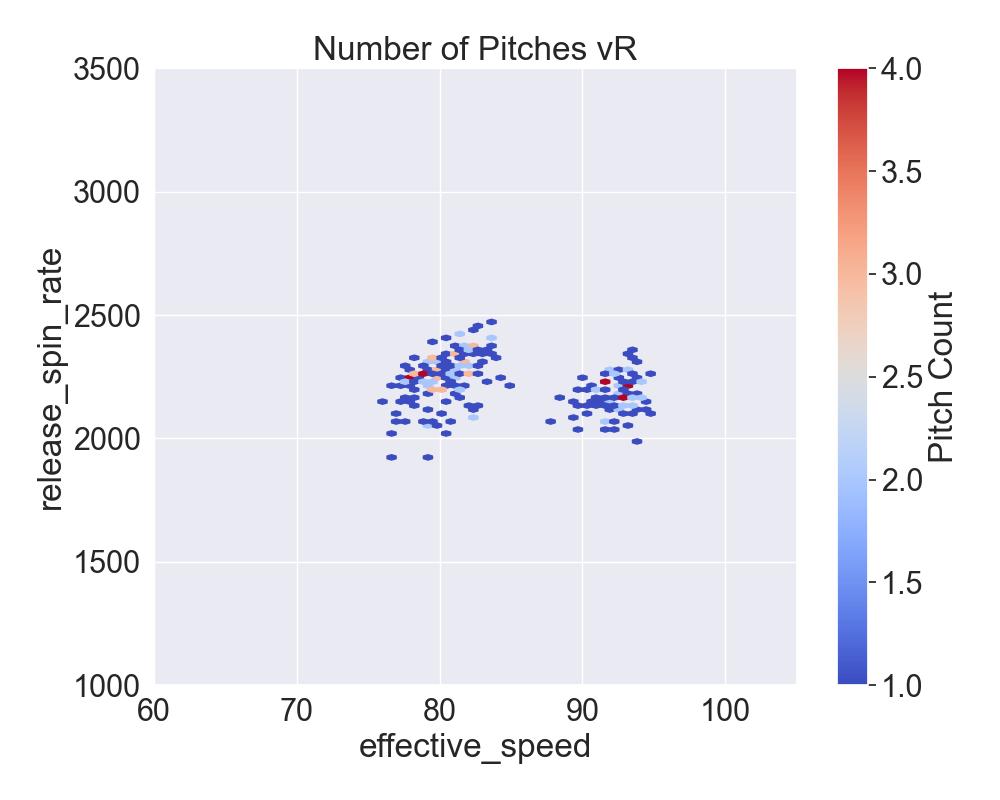 Number of Pitches vR
3500
3000
2500
2000
1500
1000
release_spin_rate
60 70 80 90 100
effective_speed
4.0
3.5
3.0
2.5
2.0
1.5
1.0
Pitch Count